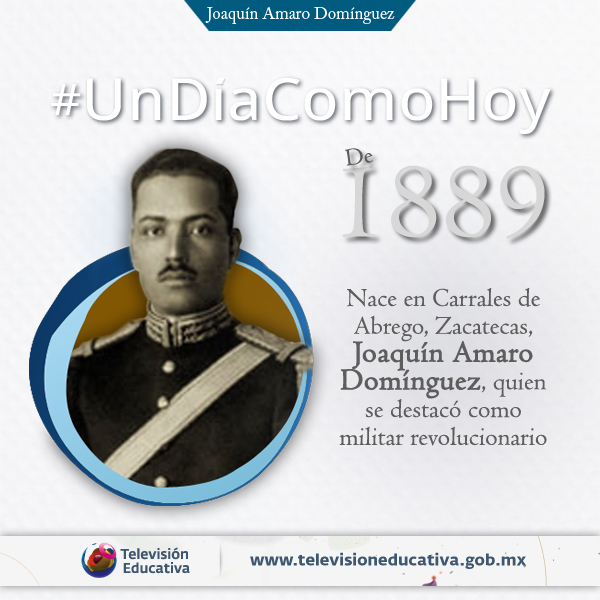 Joaquín Amaro Domínguez
#UnDiaComoHoy
De
1889
Nace en Carrales de
Abrego, Zacatecas,
Joaquín Amaro
Domínguez, quien
se destacó como
militar revolucionario
Televisión
Educativa
www.televisioneducativa.gob.mx